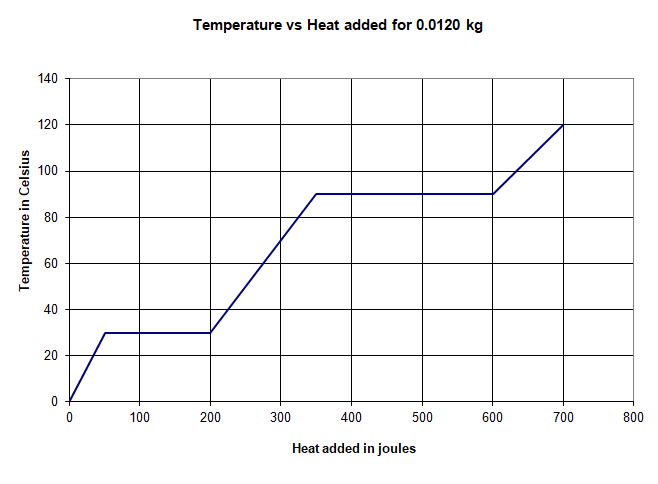 Temperature vs Heat added for 0.0120 kg
140
120
100
80
60
40
20
0
Temperature in Celsius
0 100 200 300 400 500 600 700 800
Heat added in joules